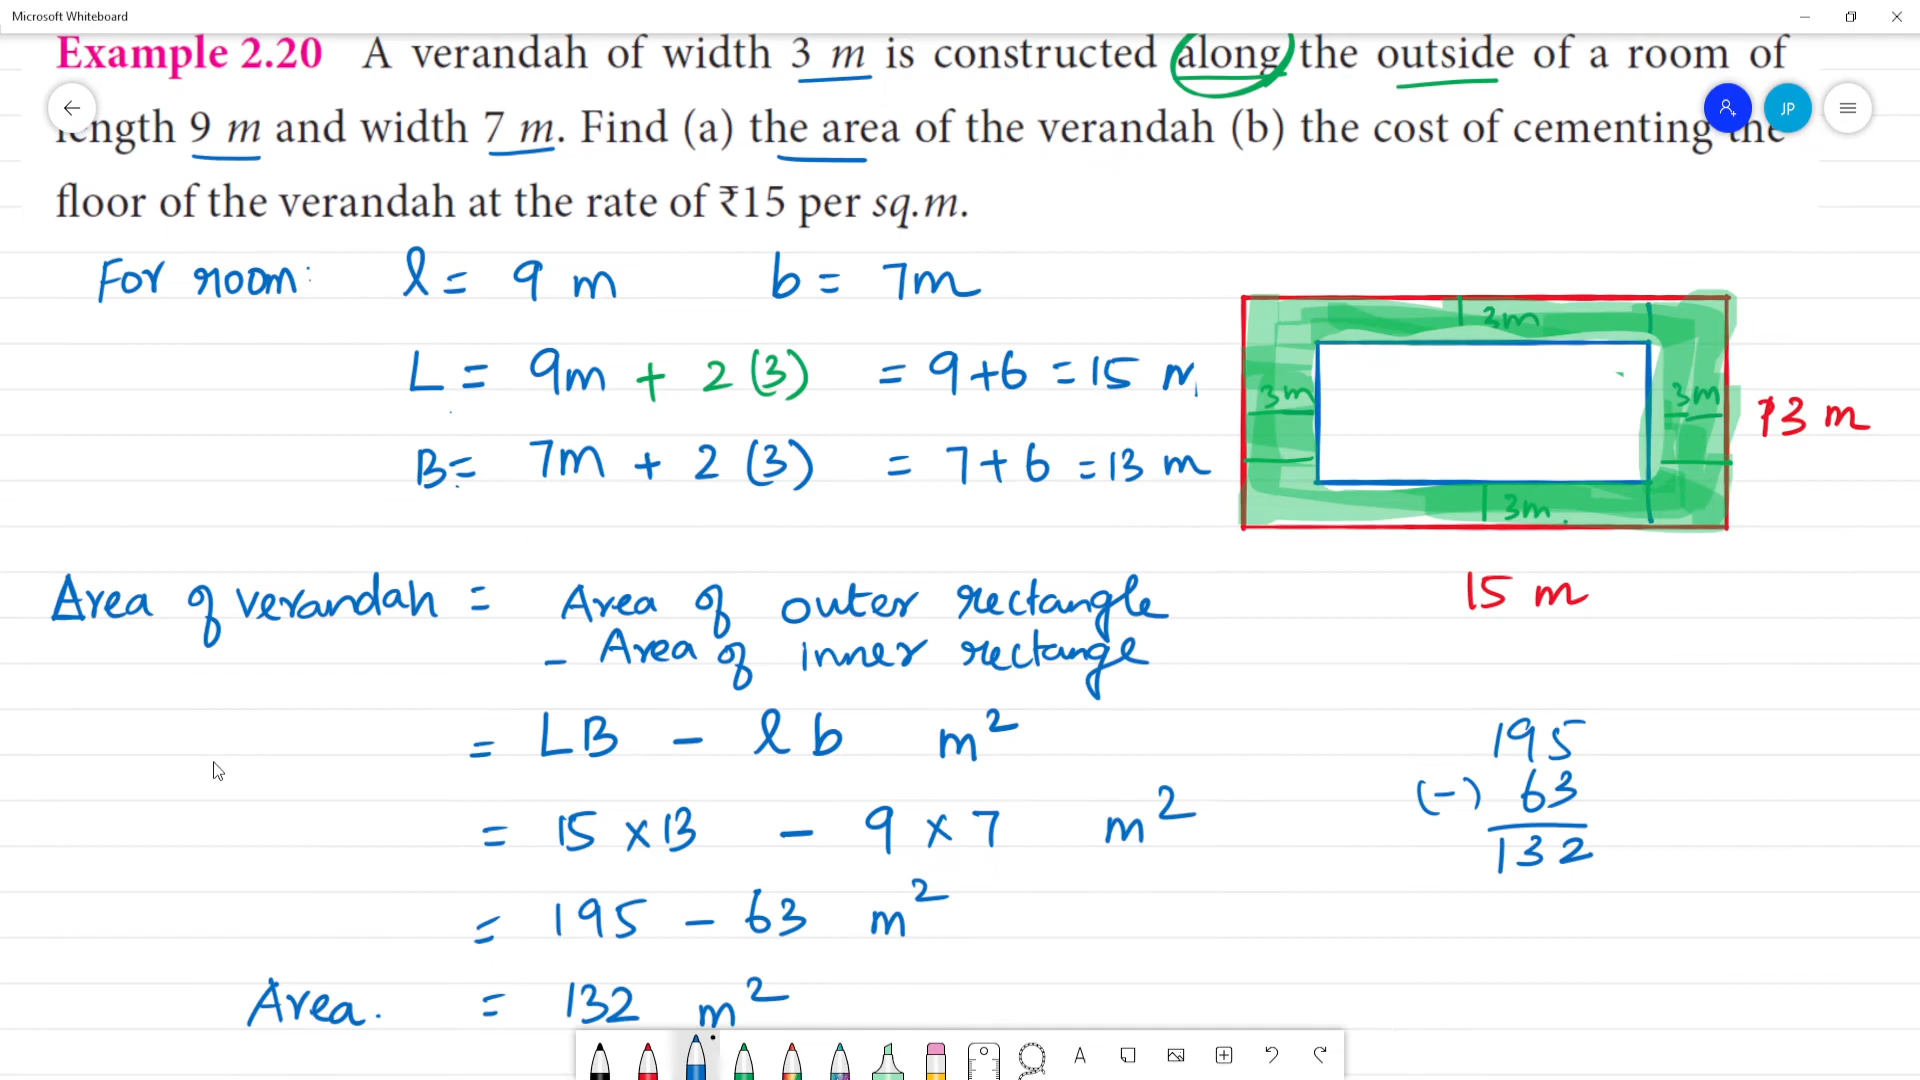 Microsoft Whiteboard
Example 2.20 A verandah of width 3 m is constructed along the outside of a room of
length 9 m and width 7 m. Find (a) the area of the verandah (b) the cost of cementing the
JP
floor of the verandah at the rate of ₹15 per sq.m.
For room: l = 9 m b = 7m
L = 9m + 2 (3) = 9+6 = 15 m
B = 7m + 2 (3) = 7+6 = 13 m
3m
3m 3m 13 m
3m.
15 m
Area of verandah = Area of outer rectangle
- Area of inner rectange
= LB - l b m²
= 15 x 13 - 9 x 7 m²
= 195 - 63 m²
Area. = 132 m²
195
(-) 63
132
A